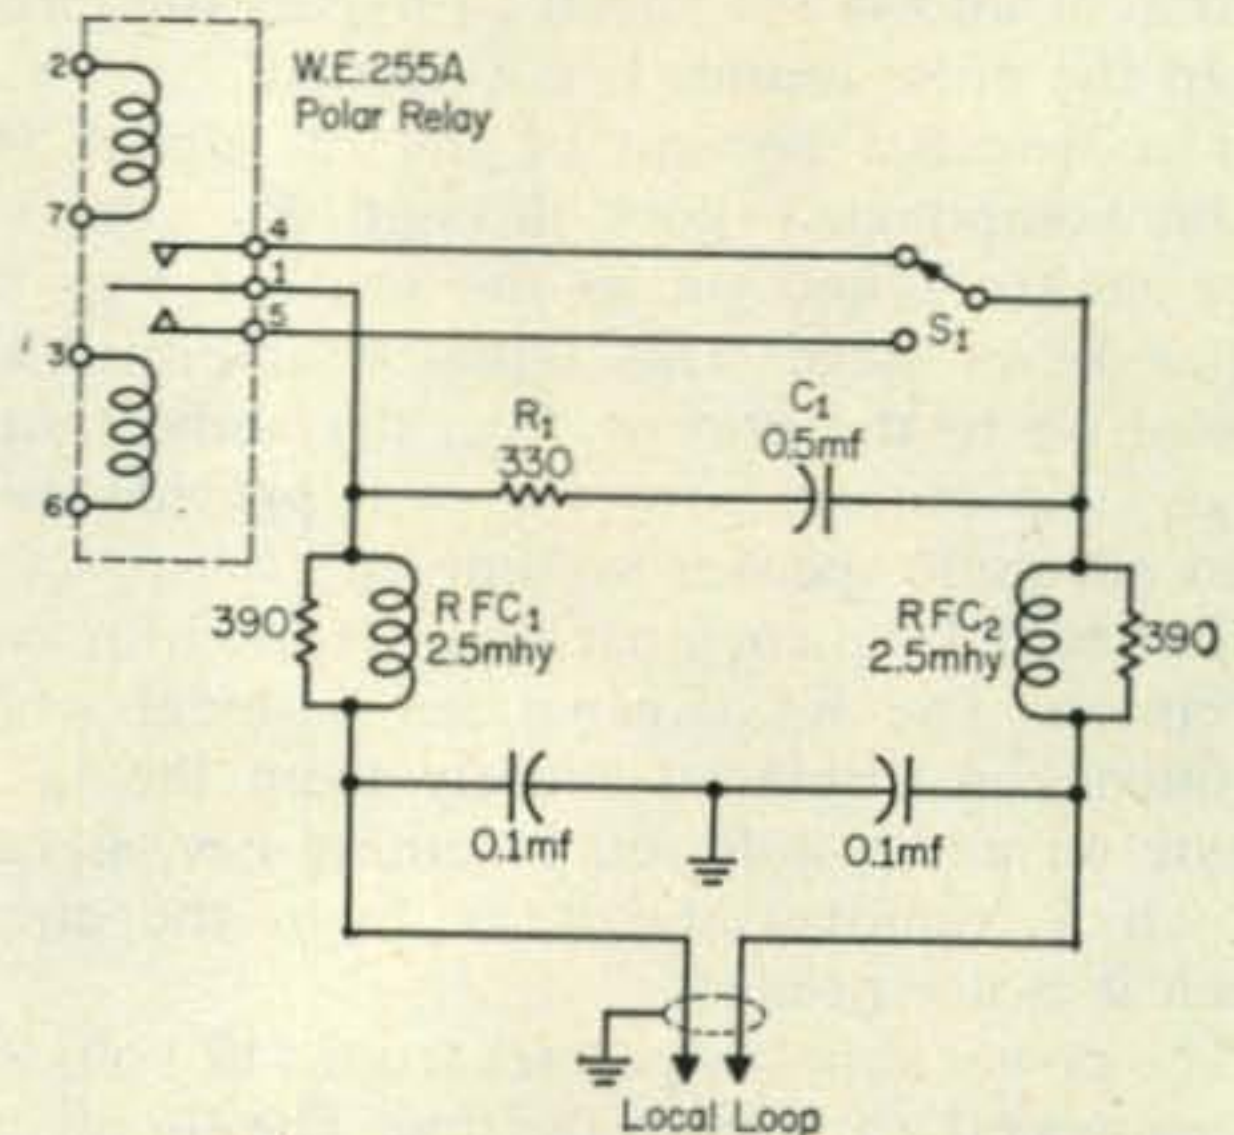 W.E. 255A
Polar Relay
2
7
4
1
5
3
6
S1
R1
330
C1
0.5mf
390
RFC1
2.5mhy
RFC2
2.5mhy
390
0.1mf
0.1mf
Local Loop